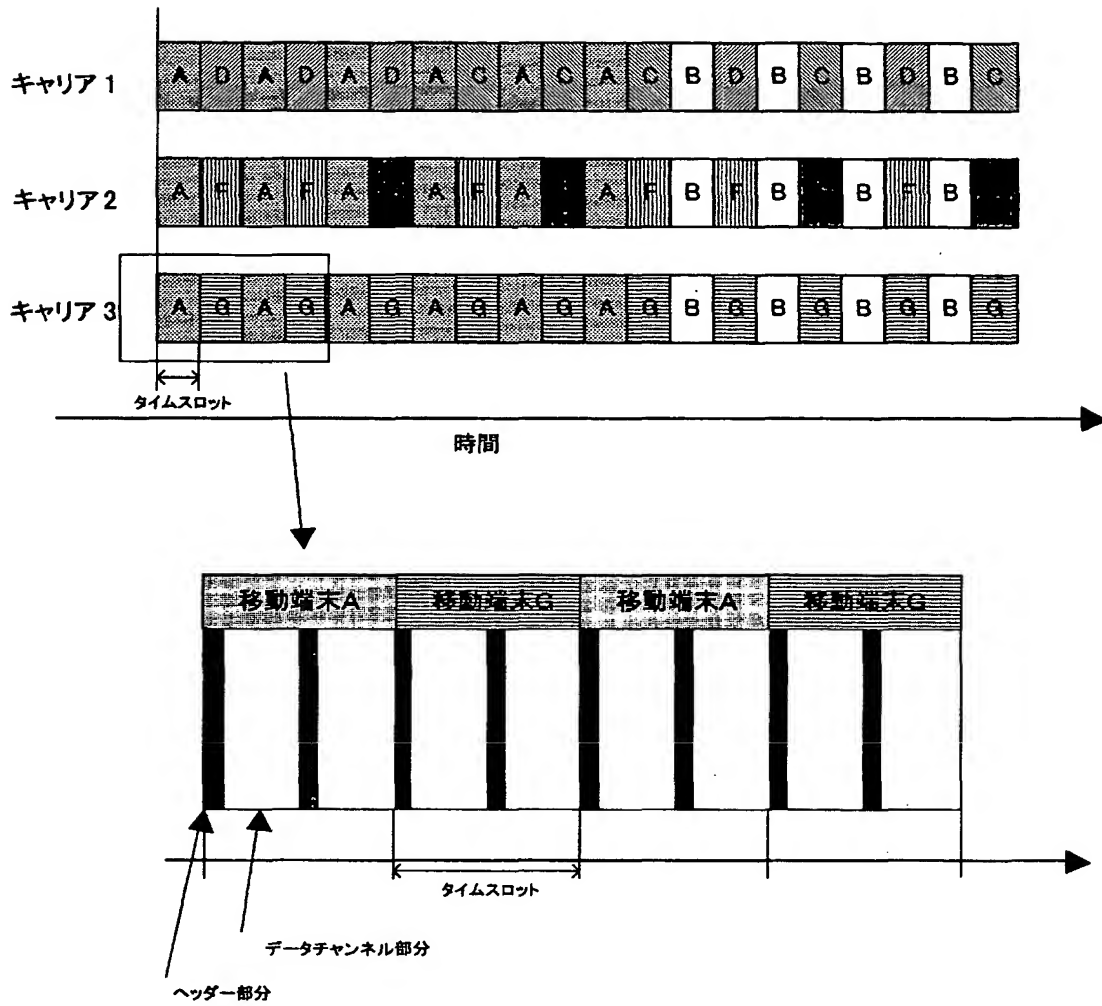 キャリア 1
A D A D A D A C A C A C B D B C B D B C
キャリア 2
A F A F A A F A A F B F B B F B
キャリア 3
A G A G A G A G A G A G B G B G B G B G
タイムスロット
時間
移動端末A 移動端末G 移動端末A 移動端末G
タイムスロット
データチャンネル部分
ヘッダー部分